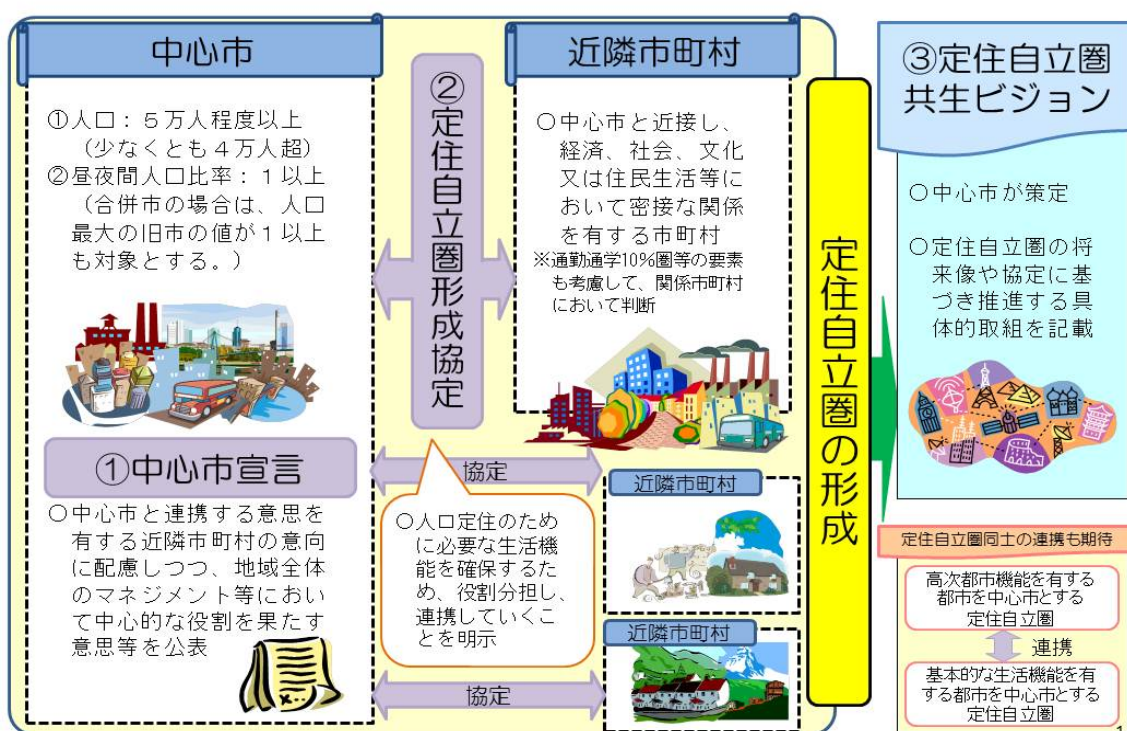 中心市
①人口：５万人程度以上
（少なくとも４万人超）
②昼夜間人口比率：１以上
（合併市の場合は、人口
最大の旧市の値が１以上
も対象とする。）
①中心市宣言
○中心市と連携する意思を
有する近隣市町村の意向
に配慮しつつ、地域全体
のマネジメント等におい
て中心的な役割を果たす
意思等を公表
②定住自立圏形成協定
近隣市町村
○中心市と近接し、
経済、社会、文化
又は住民生活等に
おいて密接な関係
を有する市町村
※通勤通学10%圏等の要素
も考慮して、関係市町村
において判断
協定
○人口定住のため
に必要な生活機
能を確保するた
め、役割分担し、
連携していくこ
とを明示
近隣市町村
近隣市町村
協定
定住自立圏の形成
③定住自立圏
共生ビジョン
○中心市が策定
○定住自立圏の将
来像や協定に基
づき推進する具
体的取組を記載
定住自立圏同士の連携も期待
高次都市機能を有する
都市を中心市とする
定住自立圏
連携
基本的な生活機能を有
する都市を中心市とする
定住自立圏
1